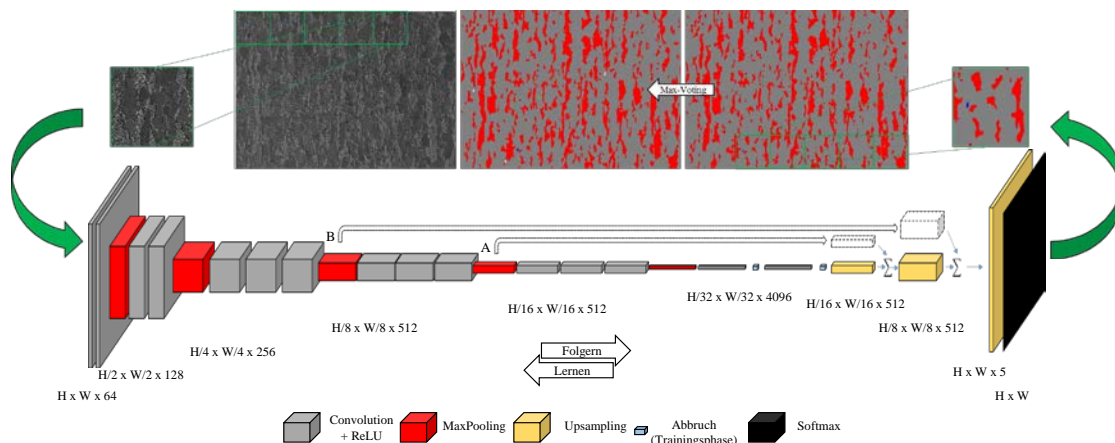 Max-Voting
B
A
Σ
Σ
H/32 x W/32 x 4096
H/16 x W/16 x 512
H/16 x W/16 x 512
H/8 x W/8 x 512
H/8 x W/8 x 512
H/4 x W/4 x 256
Folgern
Lernen
H/2 x W/2 x 128
H x W x 5
H x W x 64
H x W
Convolution
+ ReLU
MaxPooling
Upsampling
Abbruch
(Trainingsphase)
Softmax